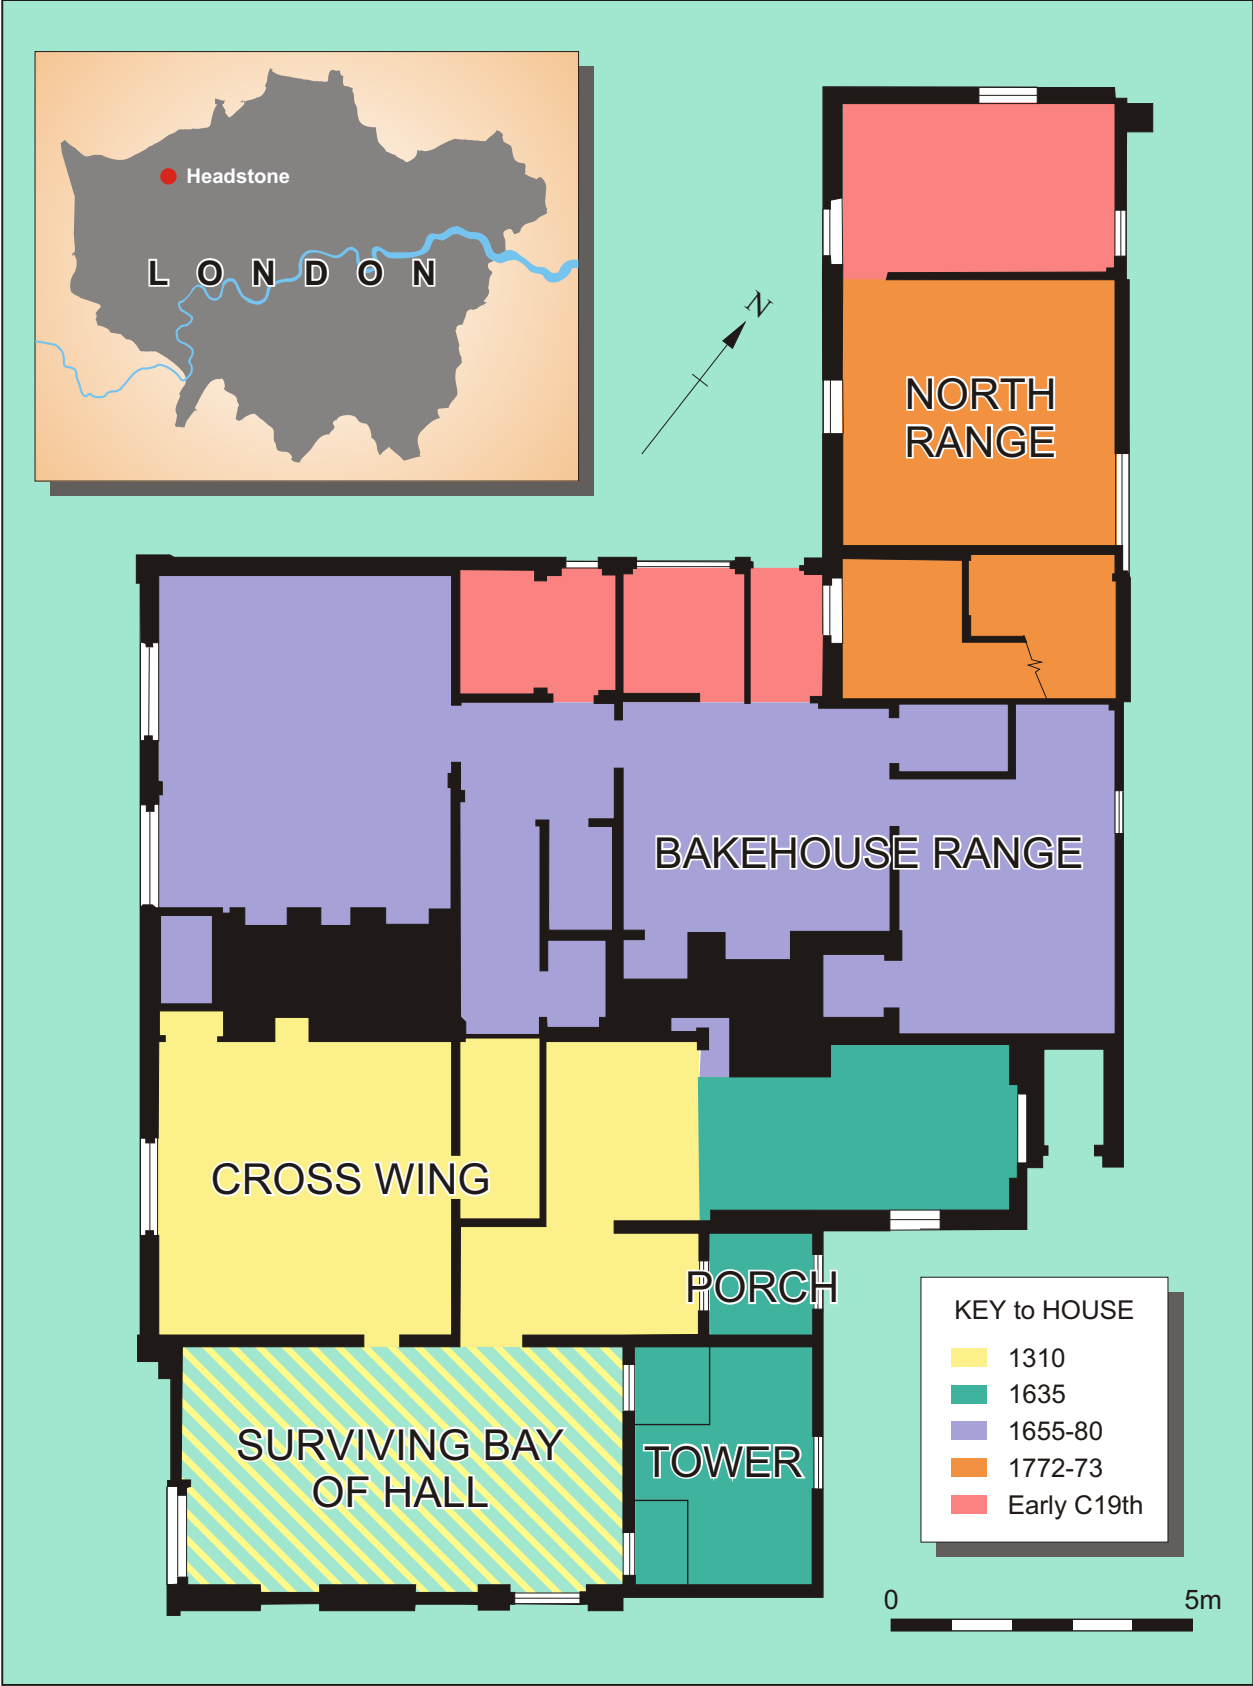 Headstone
LONDON
N
NORTH
RANGE
BAKEHOUSE RANGE
CROSS WING
PORCH
SURVIVING BAY
OF HALL
TOWER
KEY to HOUSE
1310
1635
1655-80
1772-73
Early C19th
0 5m